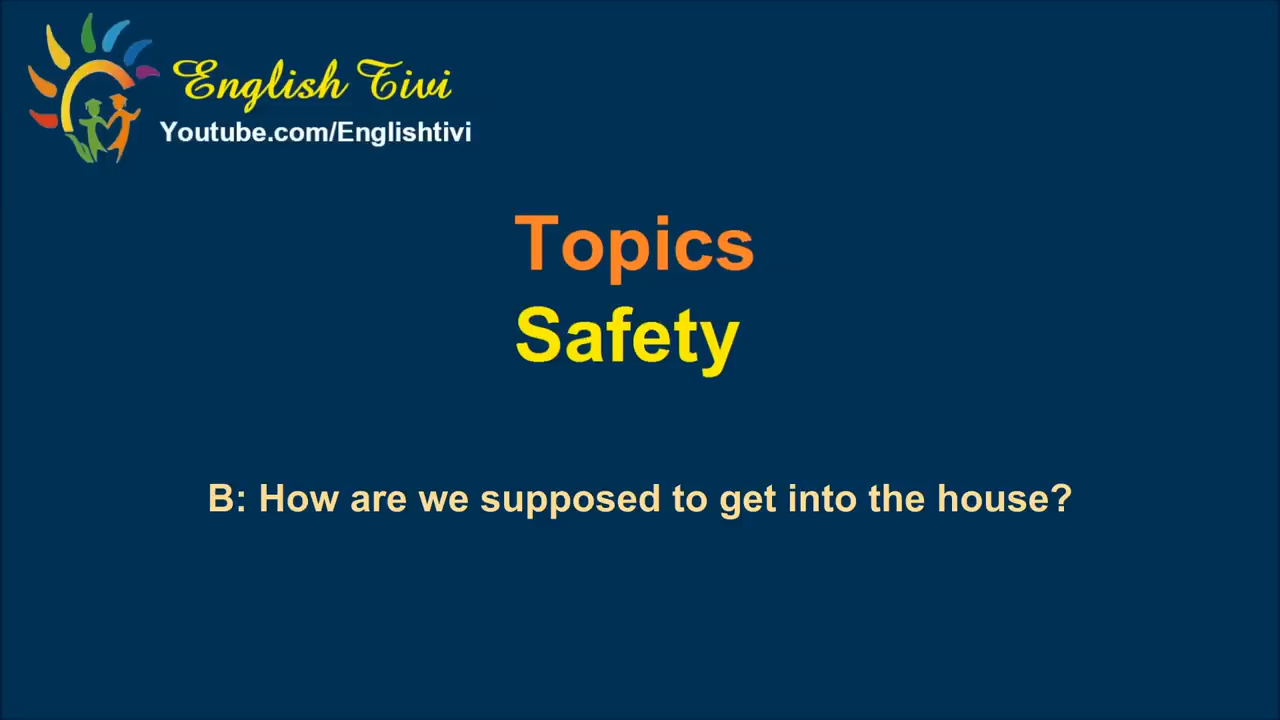 English Tivi
Youtube.com/Englishtivi
Topics
Safety
B: How are we supposed to get into the house?